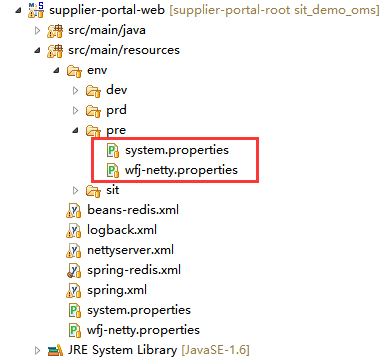 supplier-portal-web [supplier-portal-root sit_demo_oms]
src/main/java
src/main/resources
env
dev
prd
pre
system.properties
wfj-netty.properties
sit
beans-redis.xml
logback.xml
nettyserver.xml
spring-redis.xml
spring.xml
system.properties
wfj-netty.properties
JRE System Library [JavaSE-1.6]